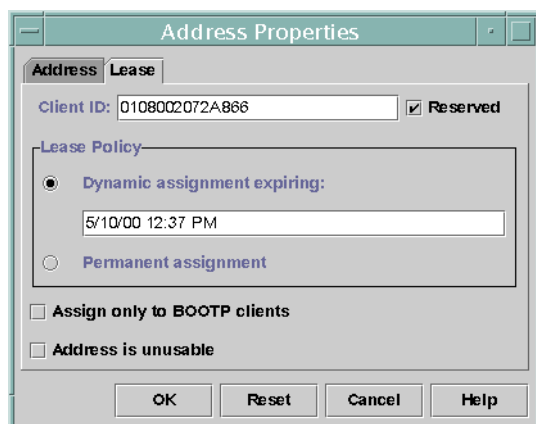 Address Properties
Address Lease
Client ID: 0108002072A866 Reserved
Lease Policy
Dynamic assignment expiring:
5/10/00 12:37 PM
Permanent assignment
Assign only to BOOTP clients
Address is unusable
OK Reset Cancel Help